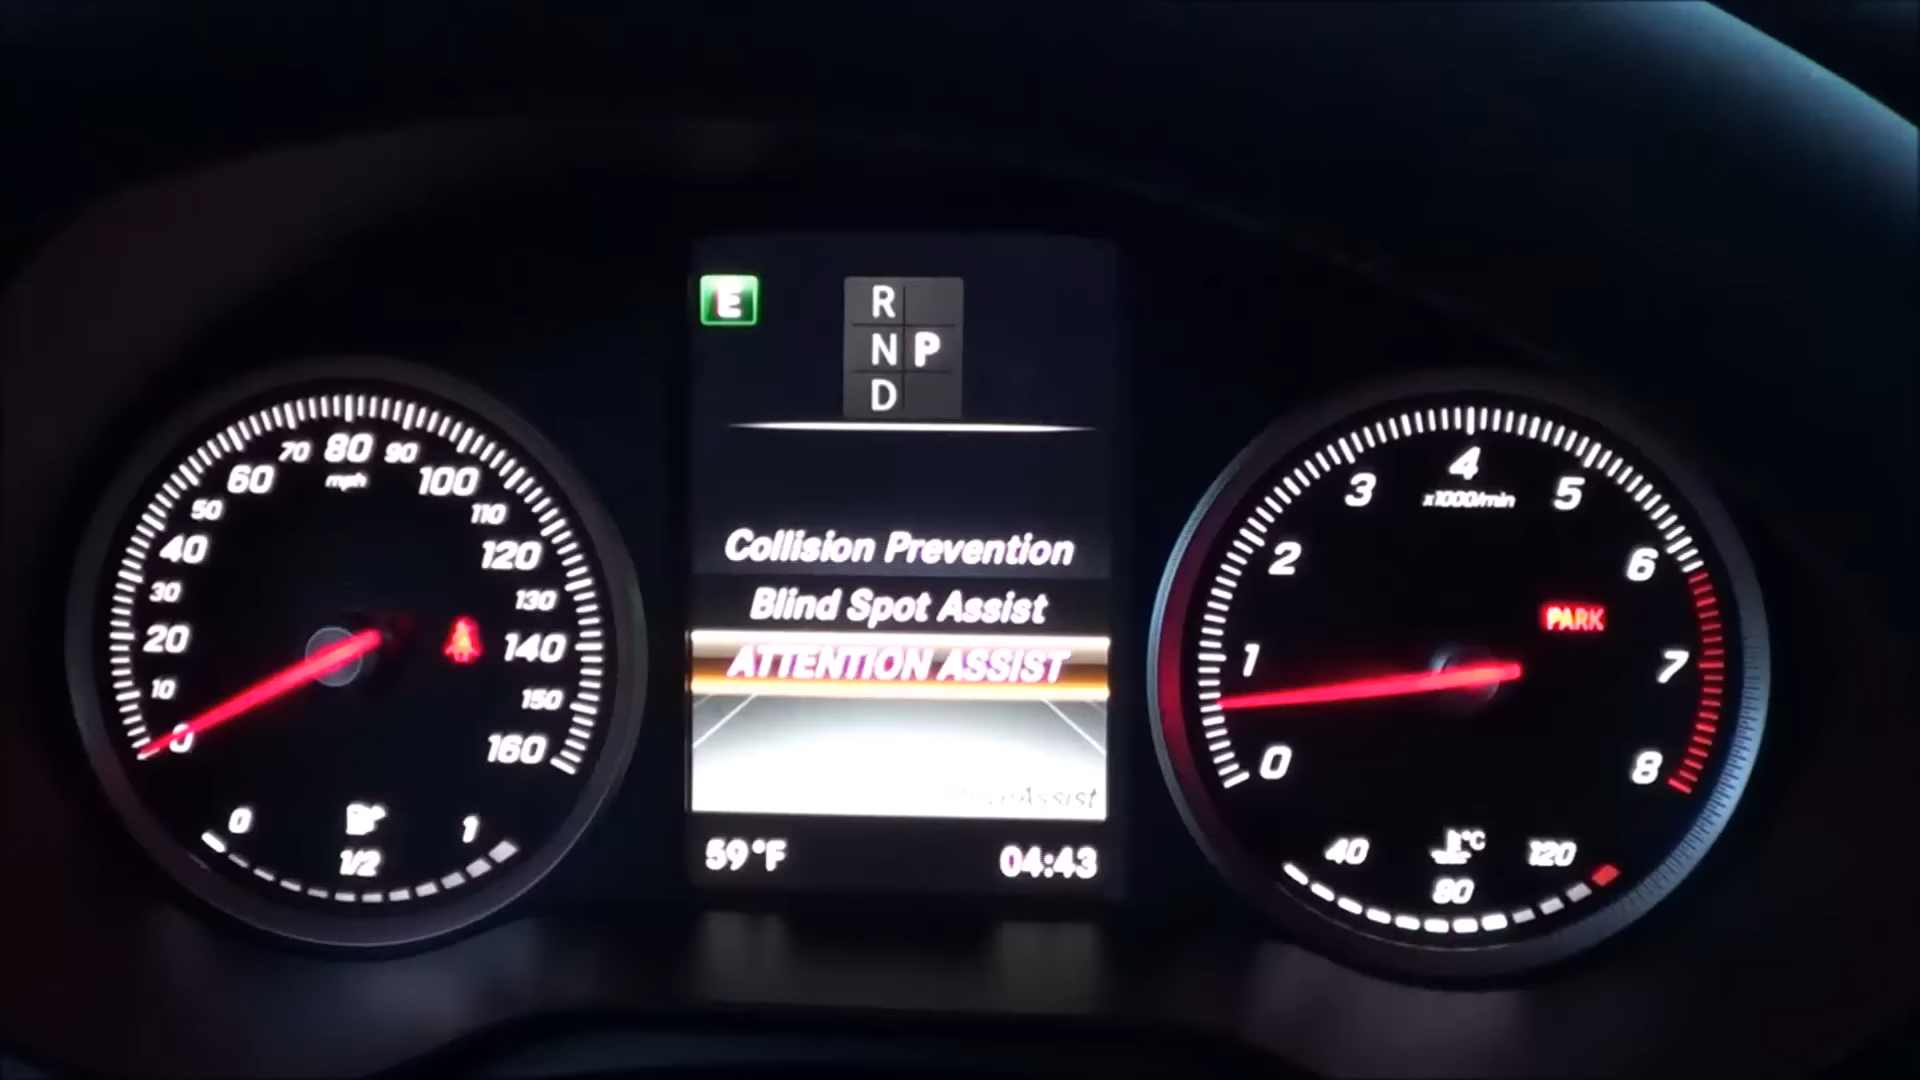 E
R
N P
D
Collision Prevention
Blind Spot Assist
ATTENTION ASSIST
Assist
59°F 04:43
0
10
20
30
40
50
60
70
80
90
100
110
120
130
140
150
160
mph
0 1/2 1
0
1
2
3
4
5
6
7
8
x1000/min
PARK
40 80 120
°C